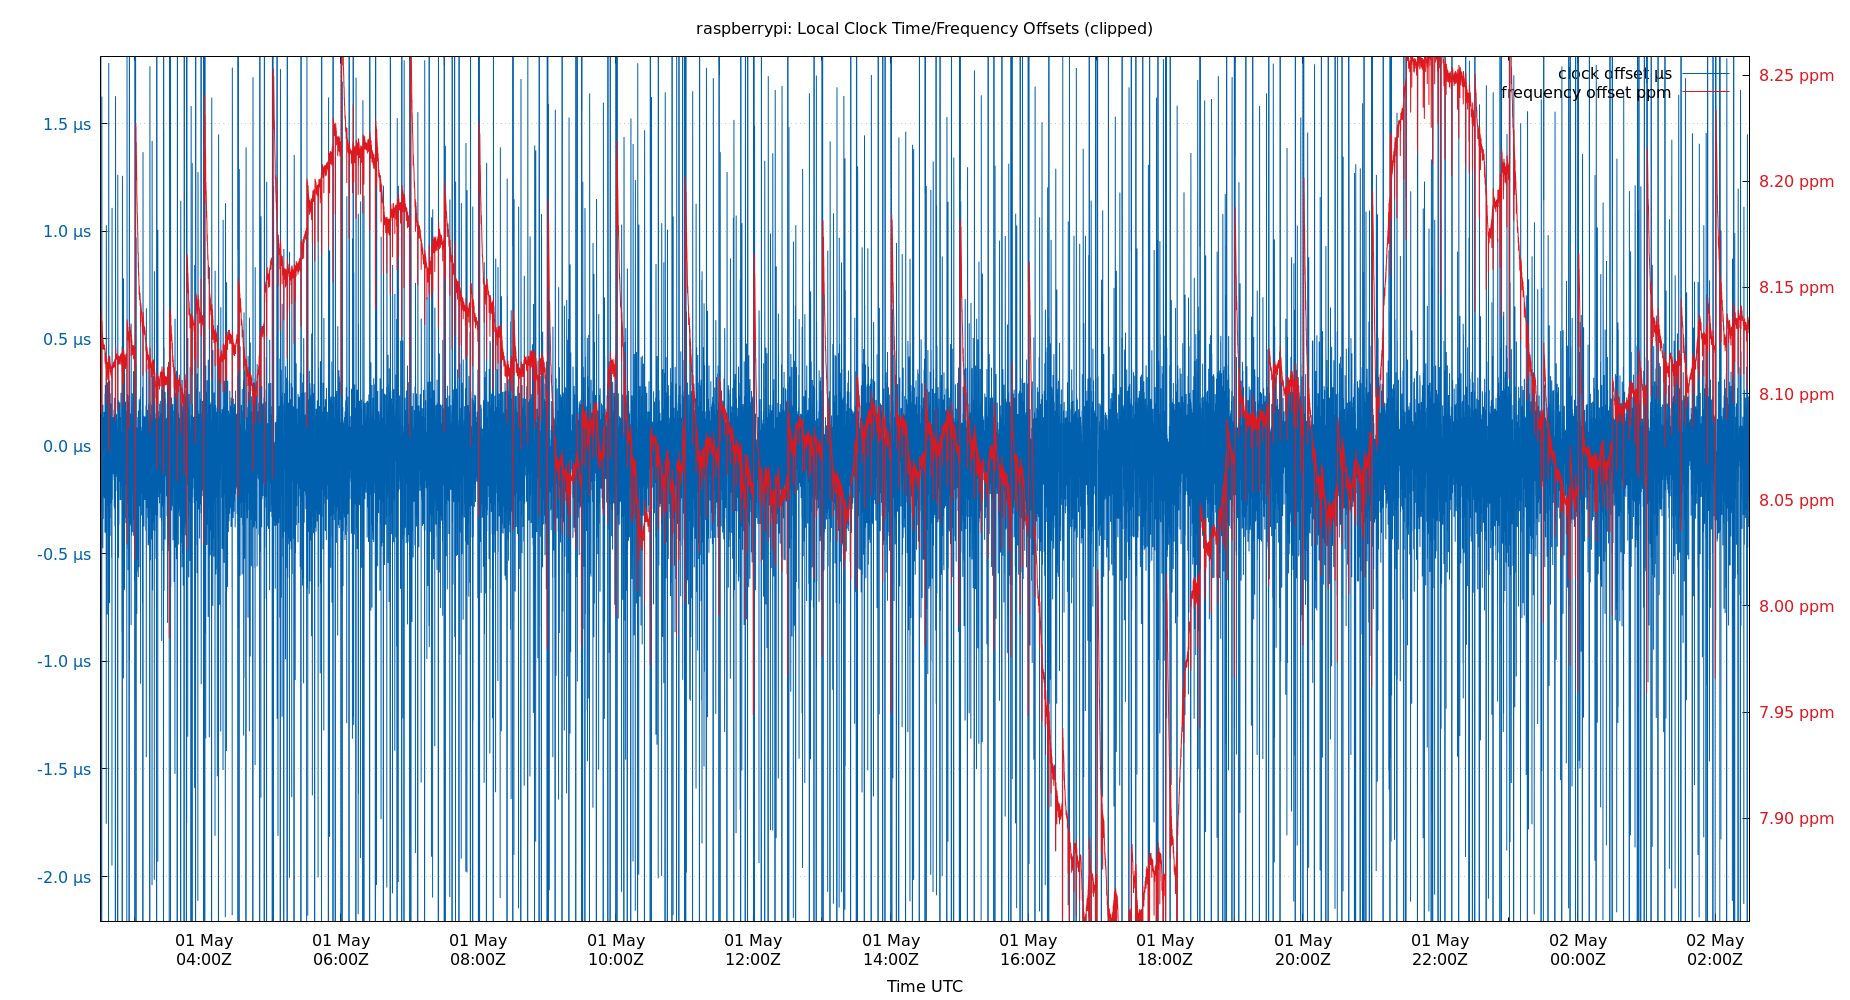 raspberrypi: Local Clock Time/Frequency Offsets (clipped)
clock offset µs
frequency offset ppm
1.5 µs
1.0 µs
0.5 µs
0.0 µs
-0.5 µs
-1.0 µs
-1.5 µs
-2.0 µs
8.25 ppm
8.20 ppm
8.15 ppm
8.10 ppm
8.05 ppm
8.00 ppm
7.95 ppm
7.90 ppm
01 May 01 May 01 May 01 May 01 May 01 May 01 May 01 May 01 May 01 May 02 May 02 May
04:00Z 06:00Z 08:00Z 10:00Z 12:00Z 14:00Z 16:00Z 18:00Z 20:00Z 22:00Z 00:00Z 02:00Z
Time UTC